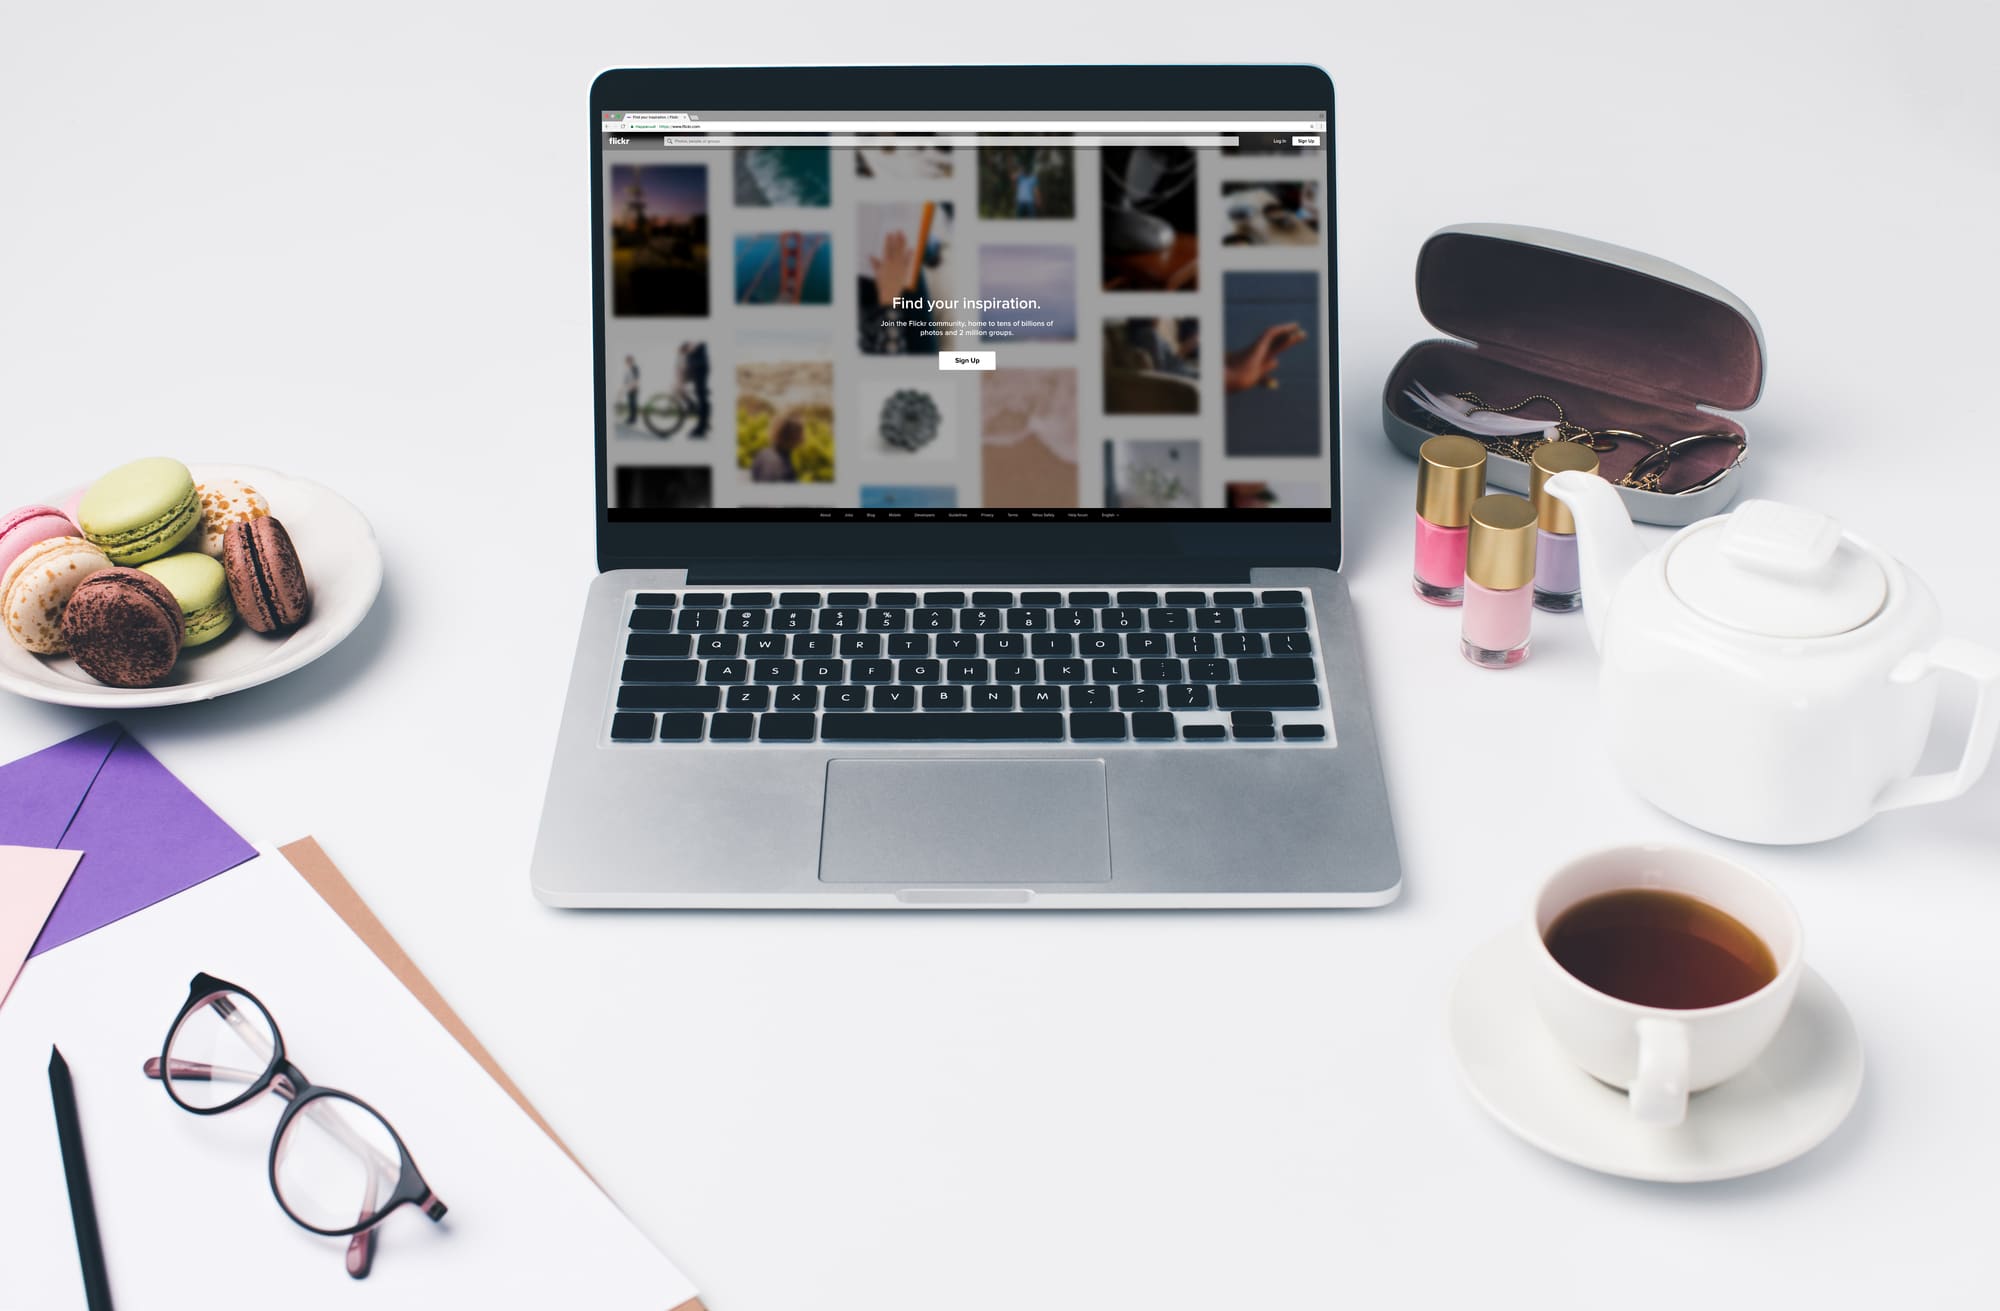 Find your inspiration. | Flickr
https://www.flickr.com
flickr
Photos, people, or groups
Log In
Sign Up
Find your inspiration.
Join the Flickr community, home to tens of billions of
photos and 2 million groups.
Sign Up
About Jobs Blog Mobile Developers Guidelines Privacy Terms Yahoo Safety Help forum English
! @ # $ % ^ & * ( ) _ +
1 2 3 4 5 6 7 8 9 0 - =
Q W E R T Y U I O P { } |
[ ] \
A S D F G H J K L : "
; '
Z X C V B N M < > ?
, . /